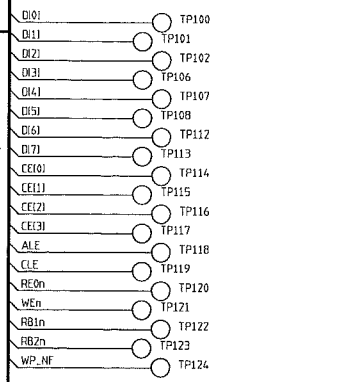 D[0] TP100
D[1] TP101
D[2] TP102
D[3] TP106
D[4] TP107
D[5] TP108
D[6] TP112
D[7] TP113
CE[0] TP114
CE[1] TP115
CE[2] TP116
CE[3] TP117
ALE TP118
CLE TP119
RE0n TP120
WEn TP121
RB1n TP122
RB2n TP123
WP_NF TP124